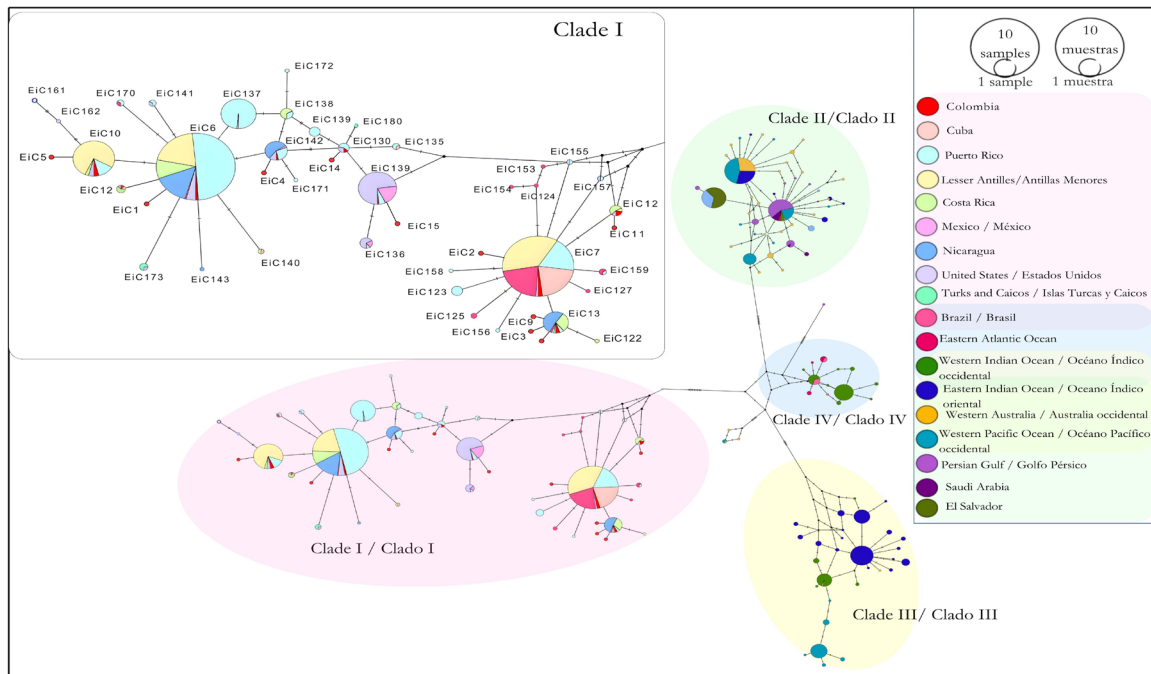 Clade I
EiC172
EiC161
EiC170
EiC141
EiC137
EiC138
EiC162
EiC139
EiC180
EiC10
EiC6
EiC142
EiC130
EiC135
EiC5
EiC14
EiC139
EiC155
EiC153
EiC154
EiC124
EiC157
EiC12
EiC4
EiC171
EiC12
EiC1
EiC15
EiC11
EiC136
EiC2
EiC7
EiC140
EiC173
EiC143
EiC158
EiC159
EiC123
EiC127
EiC125
EiC9
EiC13
EiC156
EiC3
EiC122
Clade I / Clado I
Clade II/Clado II
Clade IV/ Clado IV
Clade III/ Clado III
10
samples
10
muestras
1 sample
1 muestra
Colombia
Cuba
Puerto Rico
Lesser Antilles/Antillas Menores
Costa Rica
Mexico / México
Nicaragua
United States / Estados Unidos
Turks and Caicos / Islas Turcas y Caicos
Brazil / Brasil
Eastern Atlantic Ocean
Western Indian Ocean / Océano Índico
occidental
Eastern Indian Ocean / Oceano Índico
oriental
Western Australia / Australia occidental
Western Pacific Ocean / Océano Pacífico
occidental
Persian Gulf / Golfo Pérsico
Saudi Arabia
El Salvador